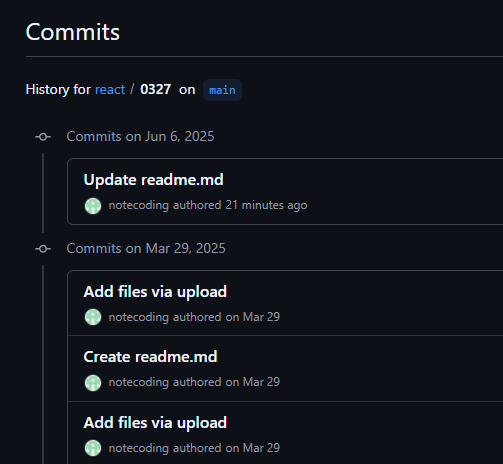 Commits
History for react / 0327 on main
Commits on Jun 6, 2025
Update readme.md
notecoding authored 21 minutes ago
Commits on Mar 29, 2025
Add files via upload
notecoding authored on Mar 29
Create readme.md
notecoding authored on Mar 29
Add files via upload
notecoding authored on Mar 29